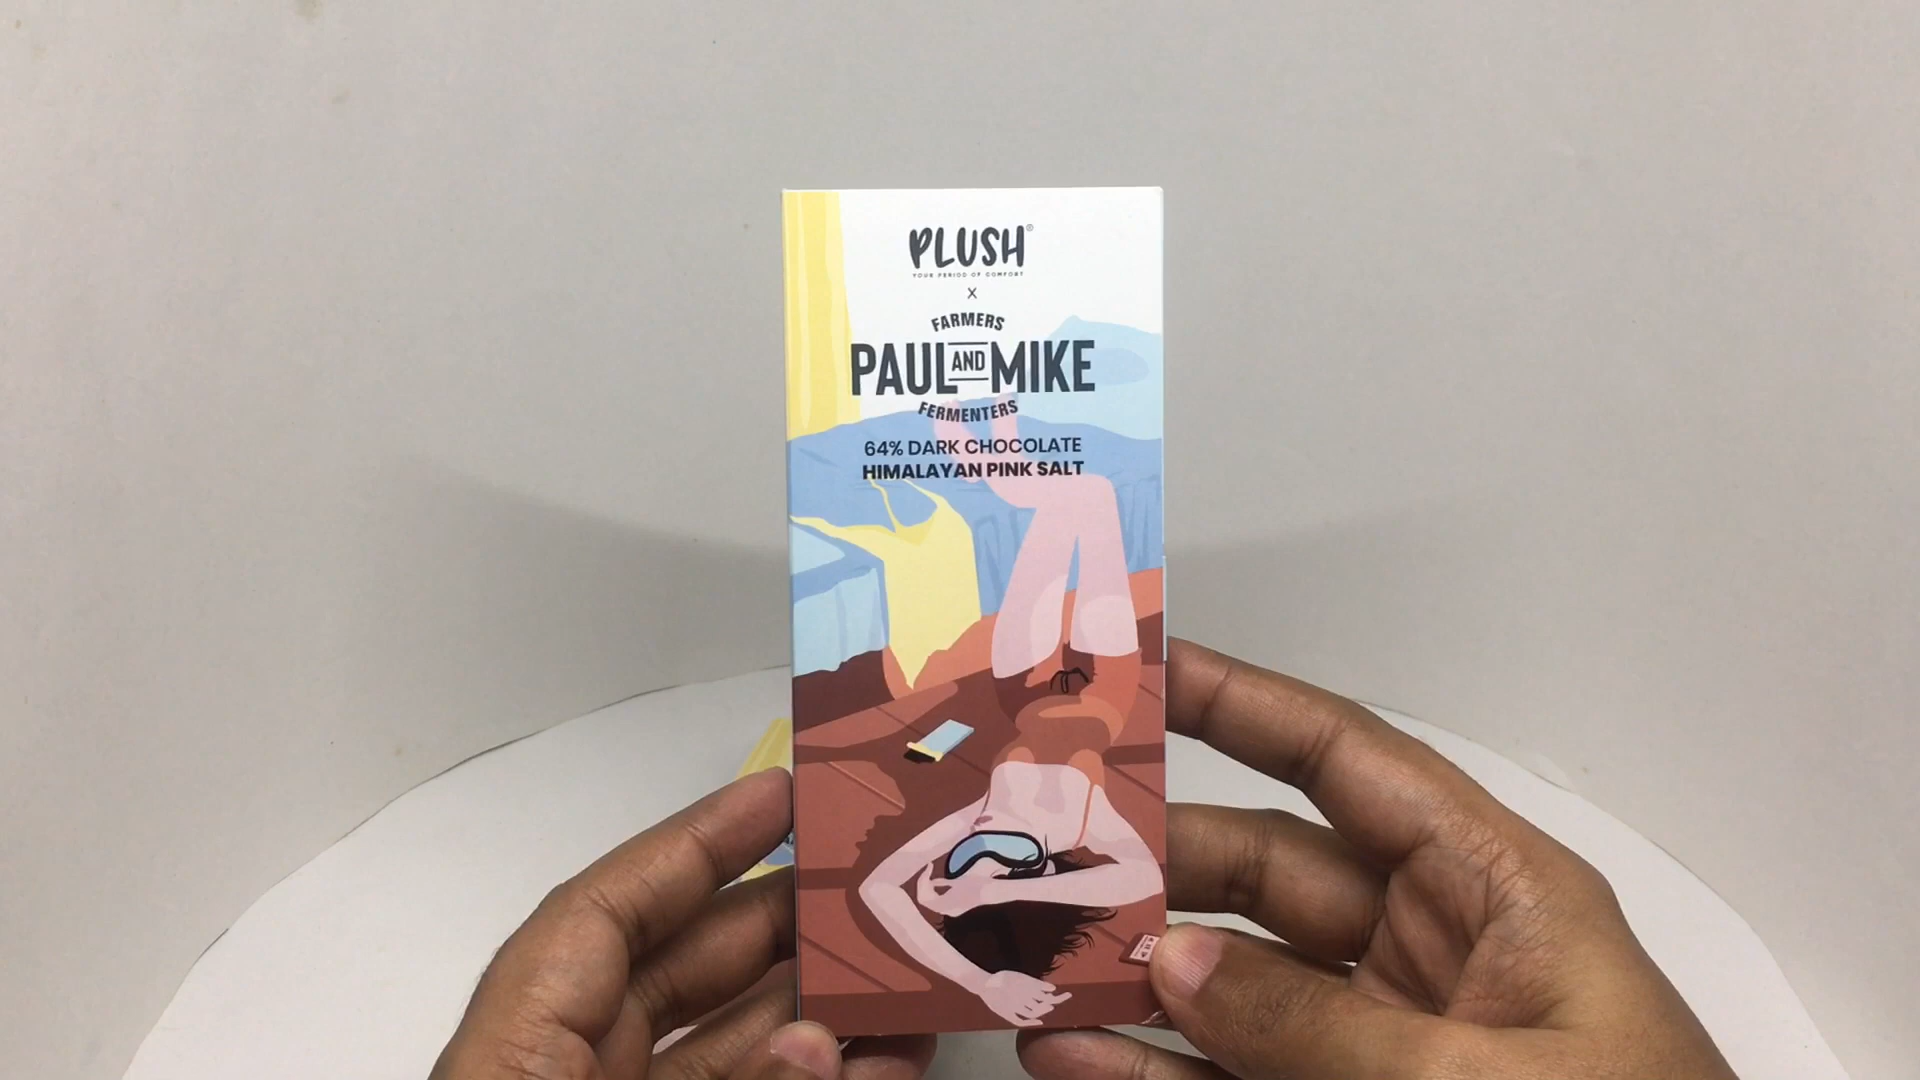 PLUSH®
YOUR PERIOD OF COMFORT
X
FARMERS
PAUL AND MIKE
FERMENTERS
64% DARK CHOCOLATE
HIMALAYAN PINK SALT